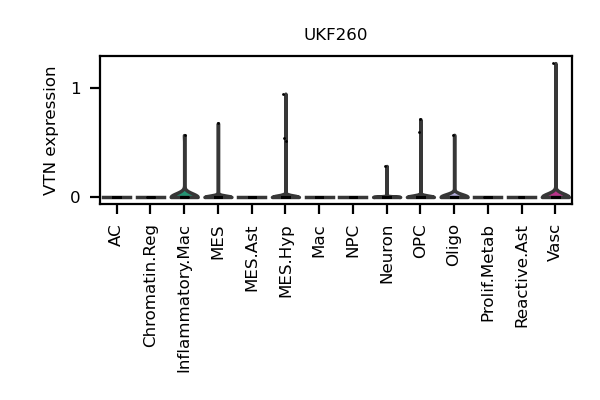 UKF260
VTN expression
1
0
AC
Chromatin.Reg
Inflammatory.Mac
MES
MES.Ast
MES.Hyp
Mac
NPC
Neuron
OPC
Oligo
Prolif.Metab
Reactive.Ast
Vasc